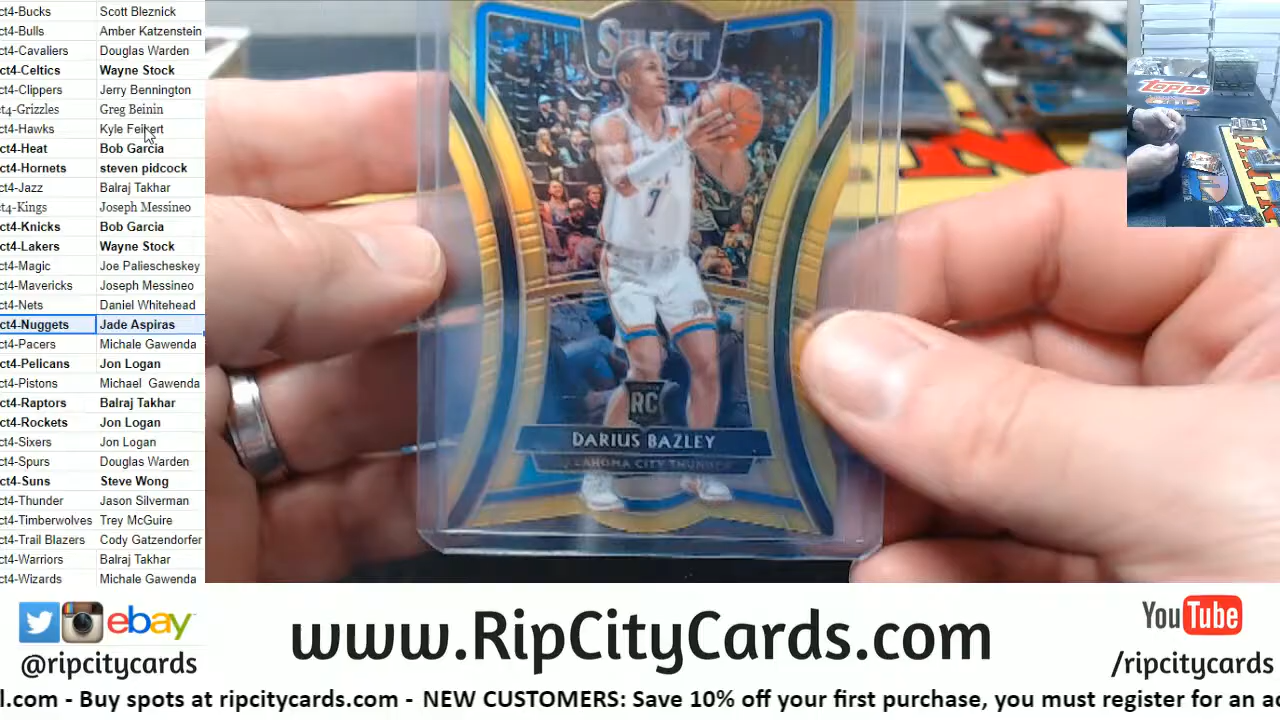 ct4-Bucks Scott Bleznick
ct4-Bulls Amber Katzenstein
ct4-Cavaliers Douglas Warden
ct4-Celtics Wayne Stock
ct4-Clippers Jerry Bennington
ct4-Grizzles Greg Beinin
ct4-Hawks Kyle Feikert
ct4-Heat Bob Garcia
ct4-Hornets steven pidcock
ct4-Jazz Balraj Takhar
ct4-Kings Joseph Messineo
ct4-Knicks Bob Garcia
ct4-Lakers Wayne Stock
ct4-Magic Joe Paliescheskey
ct4-Mavericks Joseph Messineo
ct4-Nets Daniel Whitehead
ct4-Nuggets Jade Aspiras
ct4-Pacers Michale Gawenda
ct4-Pelicans Jon Logan
ct4-Pistons Michael Gawenda
ct4-Raptors Balraj Takhar
ct4-Rockets Jon Logan
ct4-Sixers Jon Logan
ct4-Spurs Douglas Warden
ct4-Suns Steve Wong
ct4-Thunder Jason Silverman
ct4-Timberwolves Trey McGuire
ct4-Trail Blazers Cody Gatzendorfer
ct4-Warriors Balraj Takhar
ct4-Wizards Michale Gawenda
SELECT
7
RC
DARIUS BAZLEY
OKLAHOMA CITY THUNDER
Topps
ebay
@ripcitycards
www.RipCityCards.com
YouTube
/ripcitycards
l.com - Buy spots at ripcitycards.com - NEW CUSTOMERS: Save 10% off your first purchase, you must register for an ac